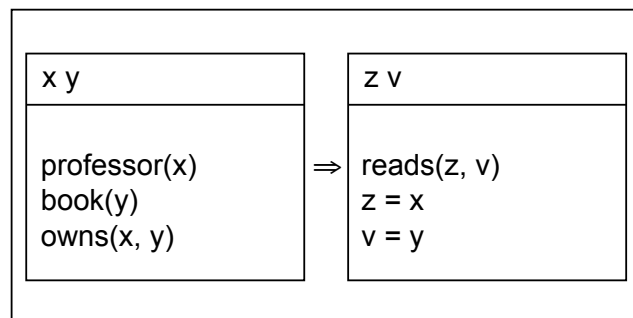 x y
professor(x)
book(y)
owns(x, y)
⇒
z v
reads(z, v)
z = x
v = y